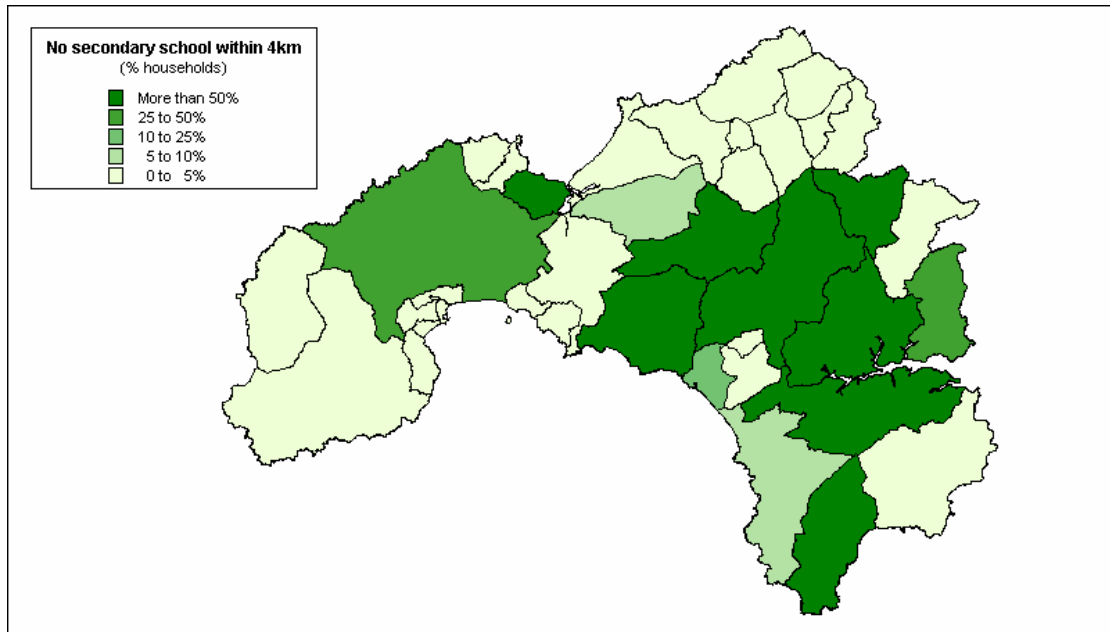 No secondary school within 4km
(% households)
More than 50%
25 to 50%
10 to 25%
5 to 10%
0 to 5%